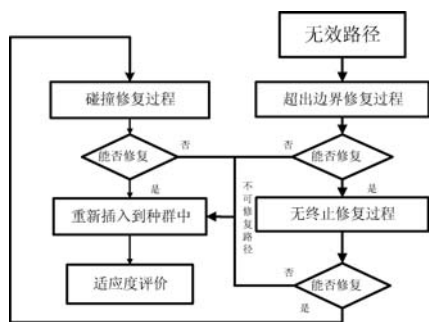 无效路径
碰撞修复过程
超出边界修复过程
能否修复
否
否
能否修复
是
不可修复路径
是
重新插入到种群中
无终止修复过程
适应度评价
否
能否修复
是